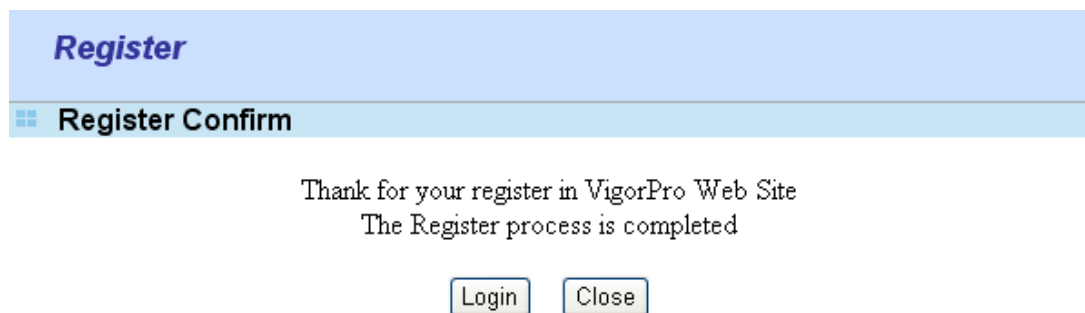 Register
Register Confirm
Thank for your register in VigorPro Web Site
The Register process is completed
Login Close